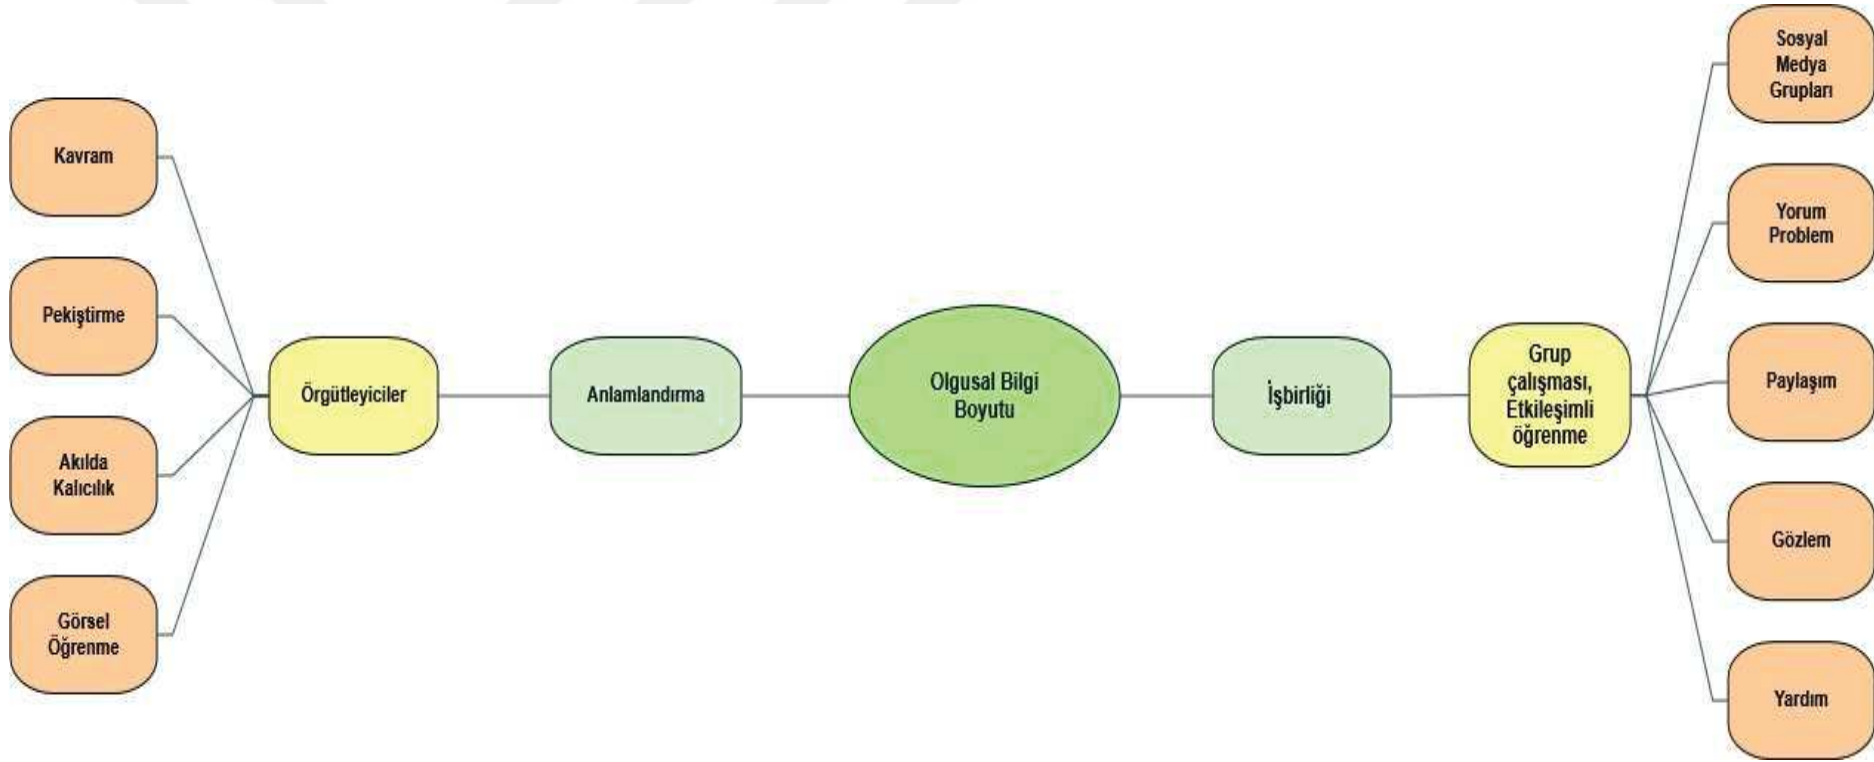 Kavram
Pekiştirme
Akılda
Kalıcılık
Görsel
Öğrenme
Örgütleyiciler
Anlamlandırma
Olgusal Bilgi
Boyutu
İşbirliği
Grup
çalışması,
Etkileşimli
öğrenme
Sosyal
Medya
Grupları
Yorum
Problem
Paylaşım
Gözlem
Yardım